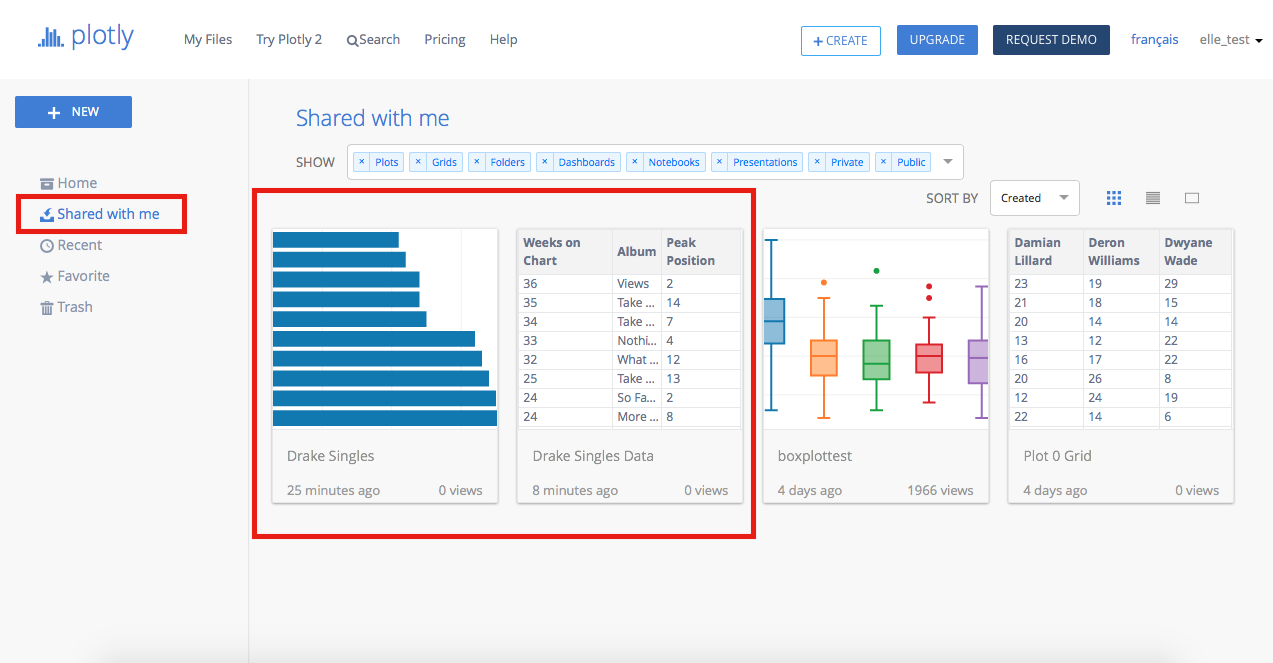 plotly My Files Try Plotly 2 Search Pricing Help + CREATE UPGRADE REQUEST DEMO français elle_test
+ NEW
Home
Shared with me
Recent
Favorite
Trash
Shared with me
SHOW × Plots × Grids × Folders × Dashboards × Notebooks × Presentations × Private × Public
SORT BY Created
Drake Singles
25 minutes ago 0 views
Weeks on Chart Album Peak Position
36 Views 2
35 Take ... 14
34 Take ... 7
33 Nothi... 4
32 What ... 12
25 Take ... 13
24 So Fa... 2
24 More ... 8
Drake Singles Data
8 minutes ago 0 views
boxplottest
4 days ago 1966 views
Damian Lillard Deron Williams Dwyane Wade
23 19 29
21 18 15
20 14 14
13 12 22
16 17 22
20 26 8
12 24 19
22 14 6
Plot 0 Grid
4 days ago 0 views